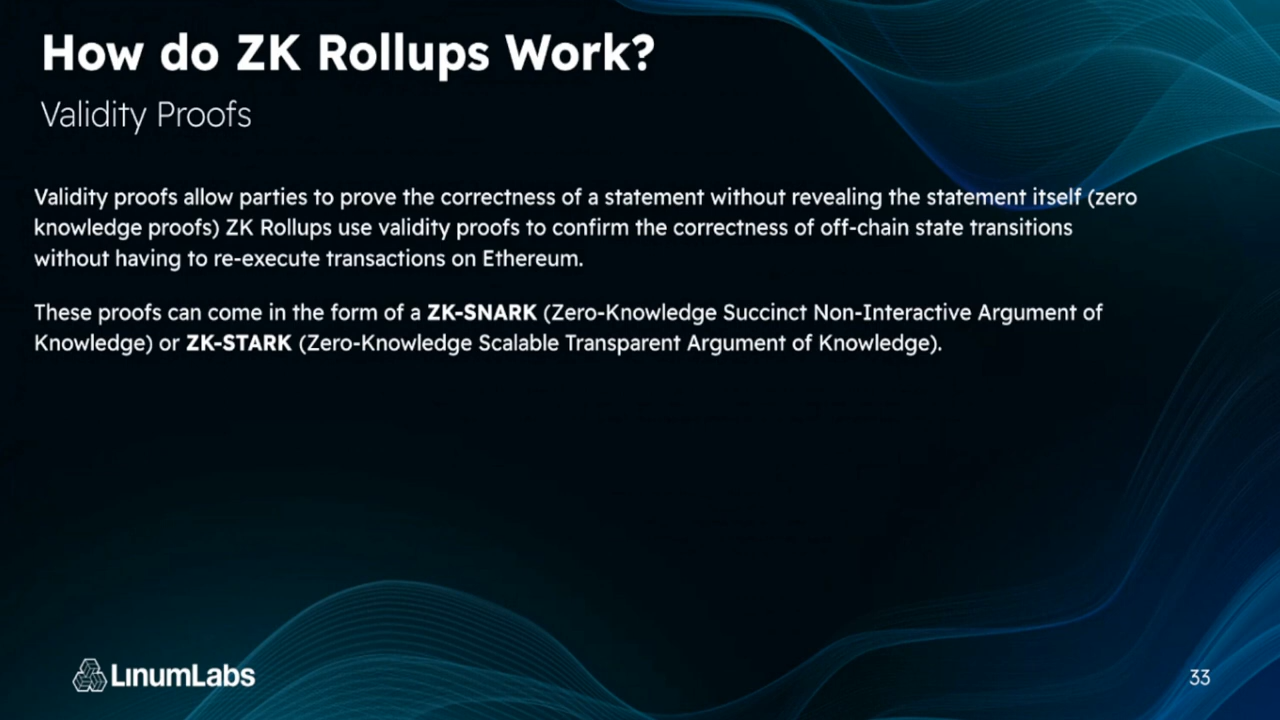 How do ZK Rollups Work?
Validity Proofs
Validity proofs allow parties to prove the correctness of a statement without revealing the statement itself (zero
knowledge proofs) ZK Rollups use validity proofs to confirm the correctness of off-chain state transitions
without having to re-execute transactions on Ethereum.
These proofs can come in the form of a ZK-SNARK (Zero-Knowledge Succinct Non-Interactive Argument of
Knowledge) or ZK-STARK (Zero-Knowledge Scalable Transparent Argument of Knowledge).
LinumLabs
33